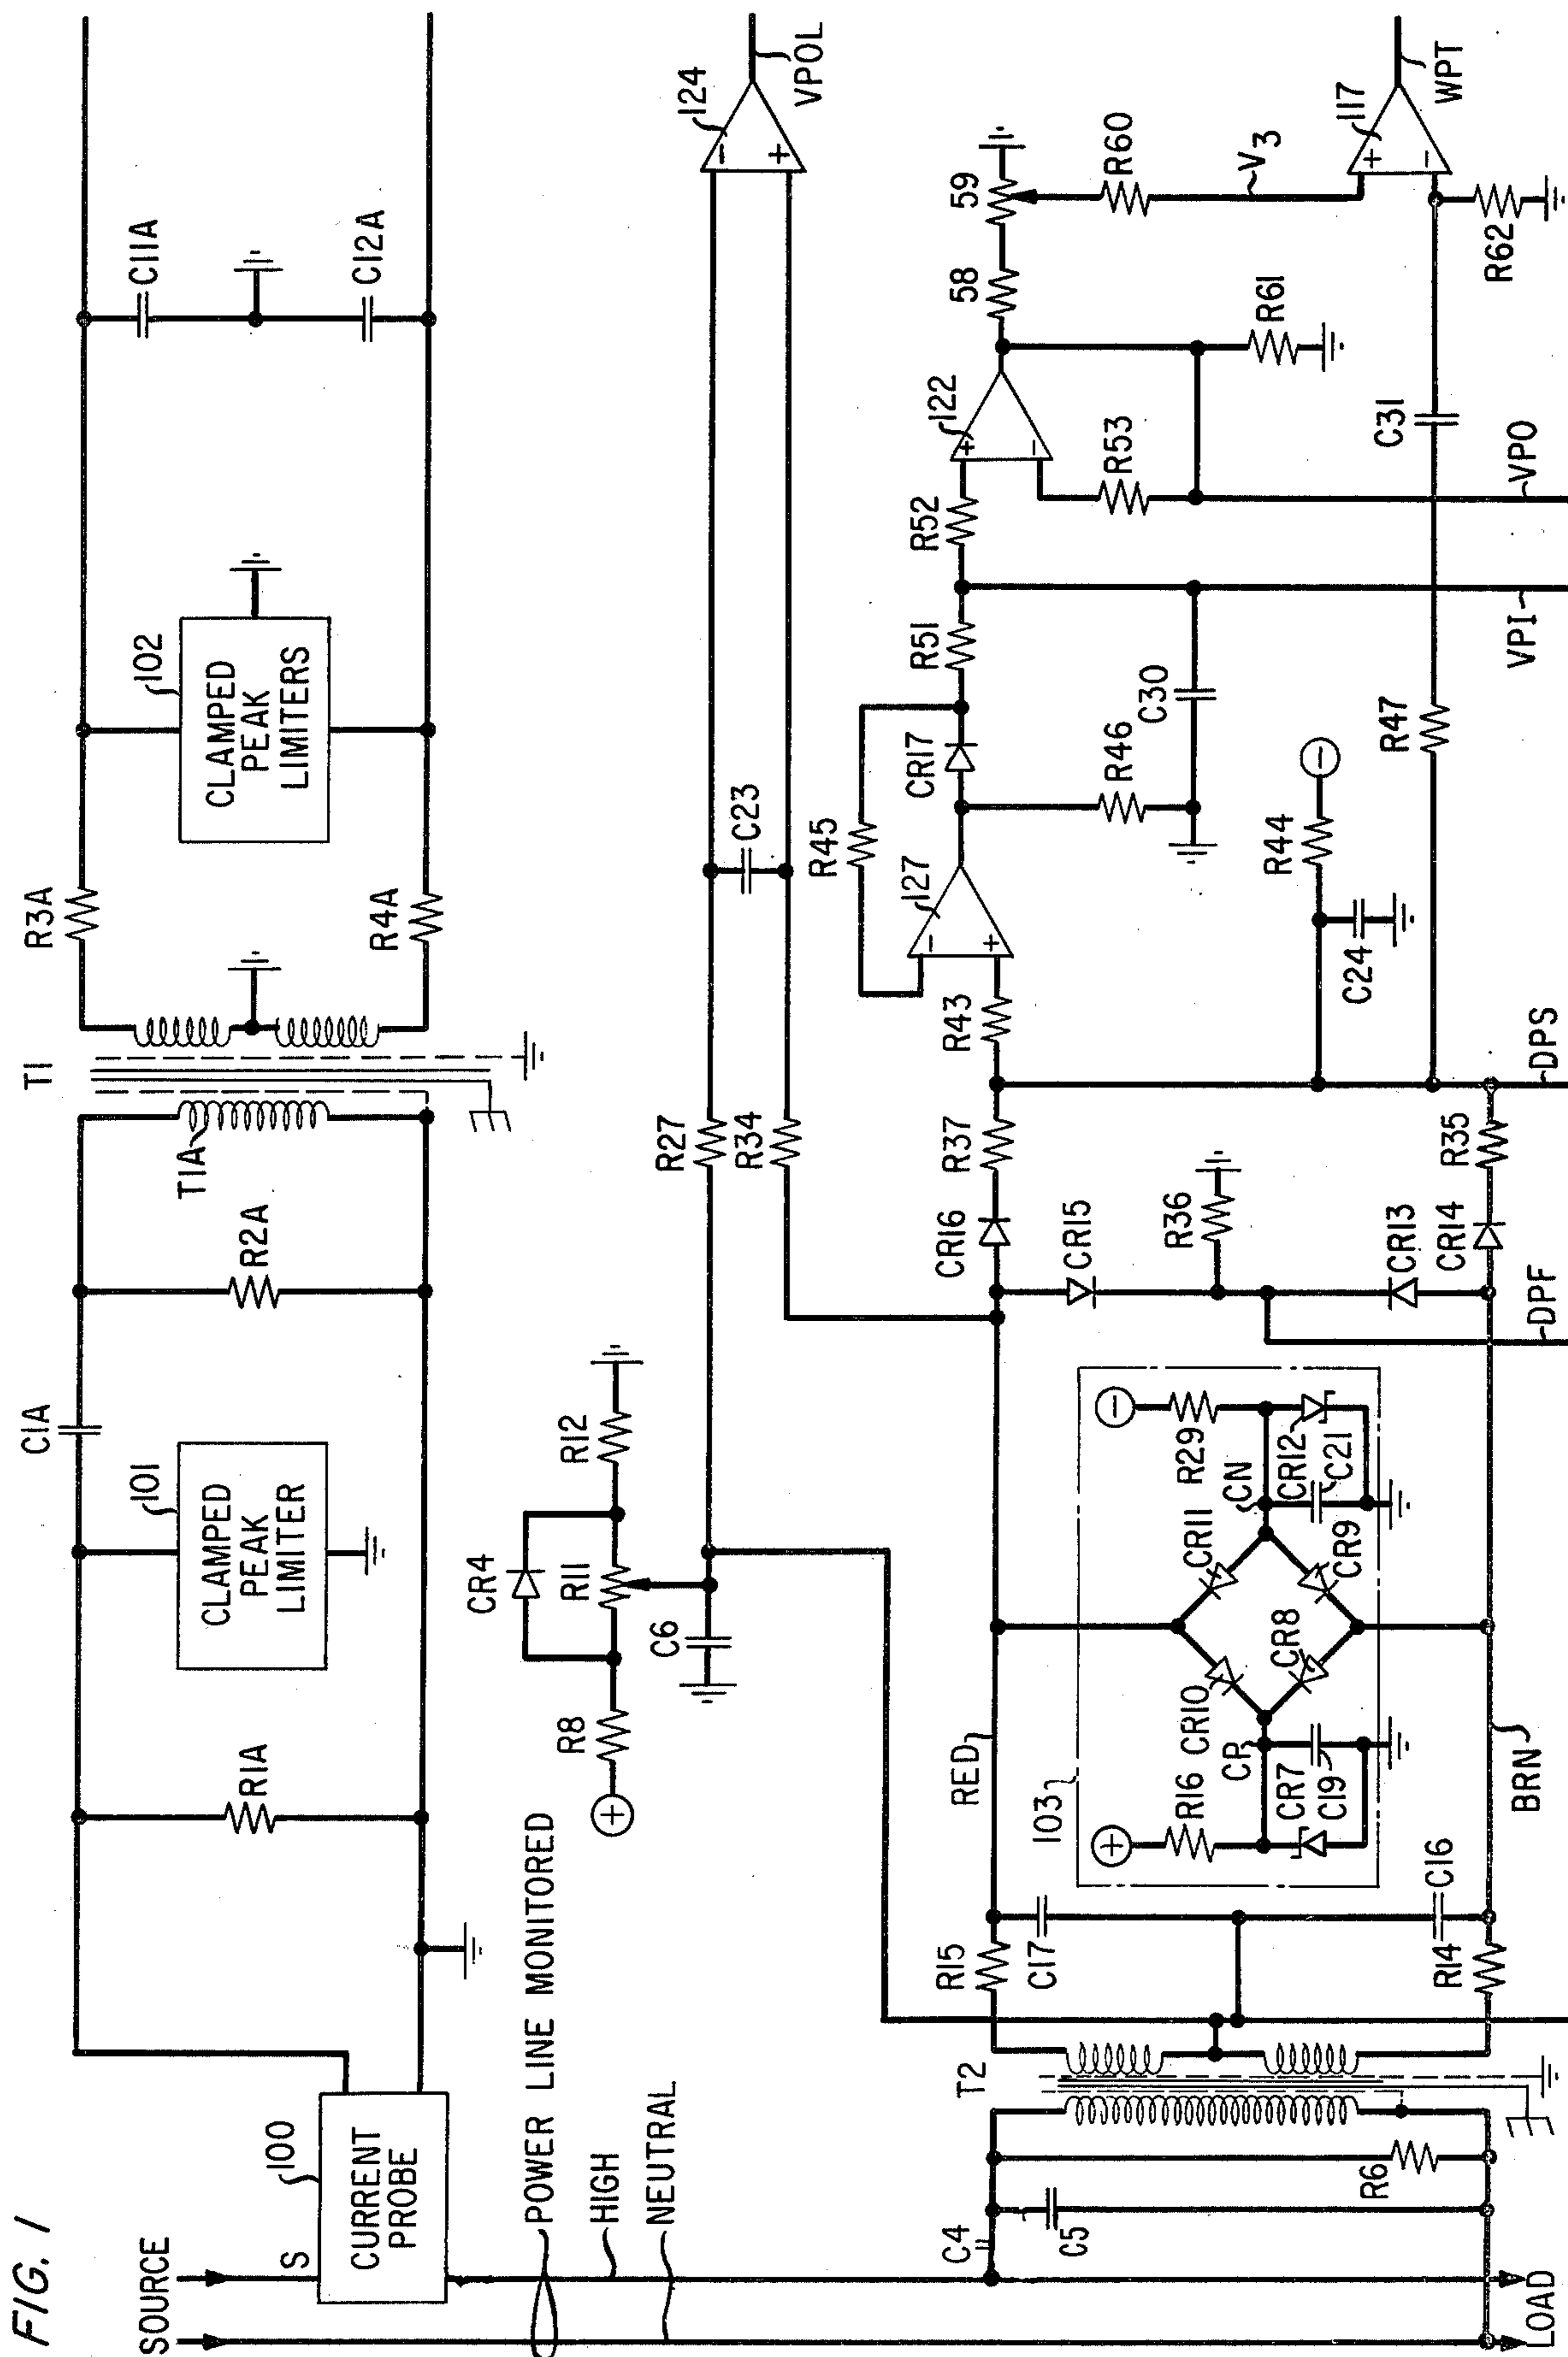 FIG. 1
SOURCE
S
100
CURRENT
PROBE
R1A
101
CLAMPED
PEAK
LIMITER
C1A
R2A
T1A
T1
R3A
R4A
102
CLAMPED
PEAK
LIMITERS
C11A
C12A
POWER LINE MONITORED
HIGH
NEUTRAL
R8
CR4
R11
R12
C6
R27
R34
C23
124
-
+
VPOL
C4
C5
R6
LOAD
T2
R15
C17
R14
C16
RED
BRN
103
+
R16
CP
CR7
C19
CR10
CR8
CR11
CR9
CN
-
R29
CR12
C21
CR16
CR15
R36
CR13
CR14
DPF
R37
R35
DPS
R43
127
-
+
R45
CR17
R46
C30
R51
R52
VPI
R44
-
C24
R47
C31
122
+
-
R53
VPO
R61
58
59
R60
V3
117
+
-
WPT
R62